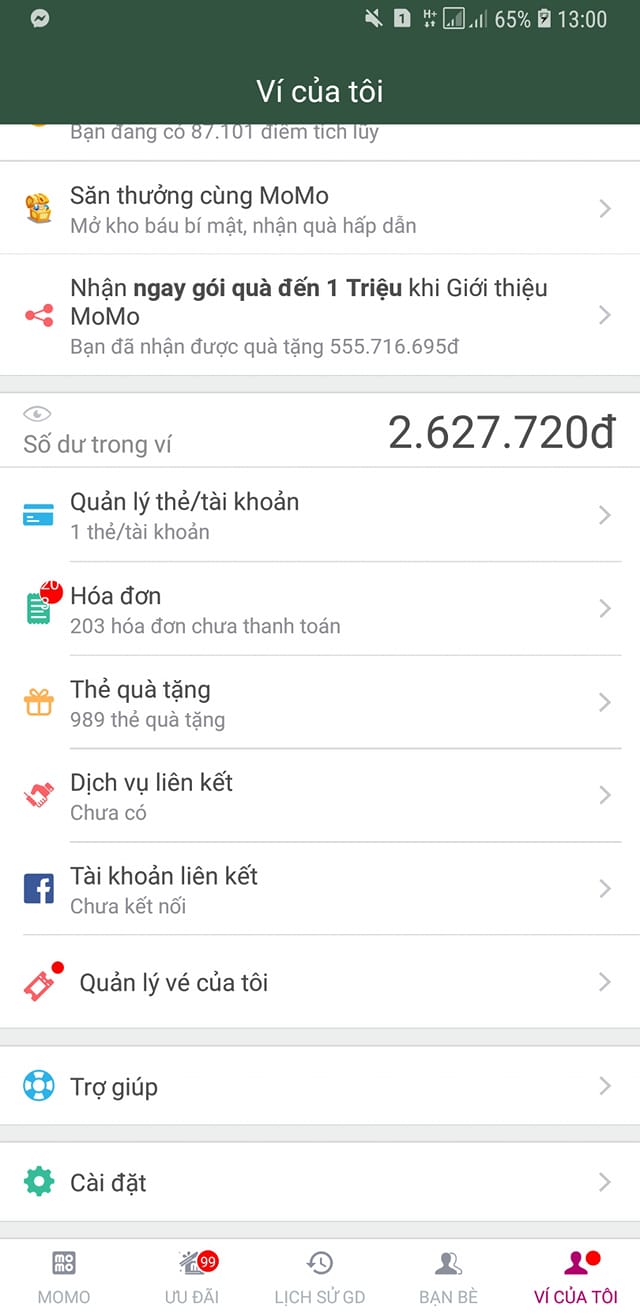 1 H+ 65% 13:00
Ví của tôi
Bạn đang có 87.101 điểm tích lũy
Săn thưởng cùng MoMo
Mở kho báu bí mật, nhận quà hấp dẫn
Nhận ngay gói quà đến 1 Triệu khi Giới thiệu
MoMo
Bạn đã nhận được quà tặng 555.716.695đ
Số dư trong ví
2.627.720đ
Quản lý thẻ/tài khoản
1 thẻ/tài khoản
20
3
Hóa đơn
203 hóa đơn chưa thanh toán
Thẻ quà tặng
989 thẻ quà tặng
Dịch vụ liên kết
Chưa có
Tài khoản liên kết
Chưa kết nối
Quản lý vé của tôi
Trợ giúp
Cài đặt
mo
mo
99
MOMO ƯU ĐÃI LỊCH SỬ GD BẠN BÈ VÍ CỦA TÔI